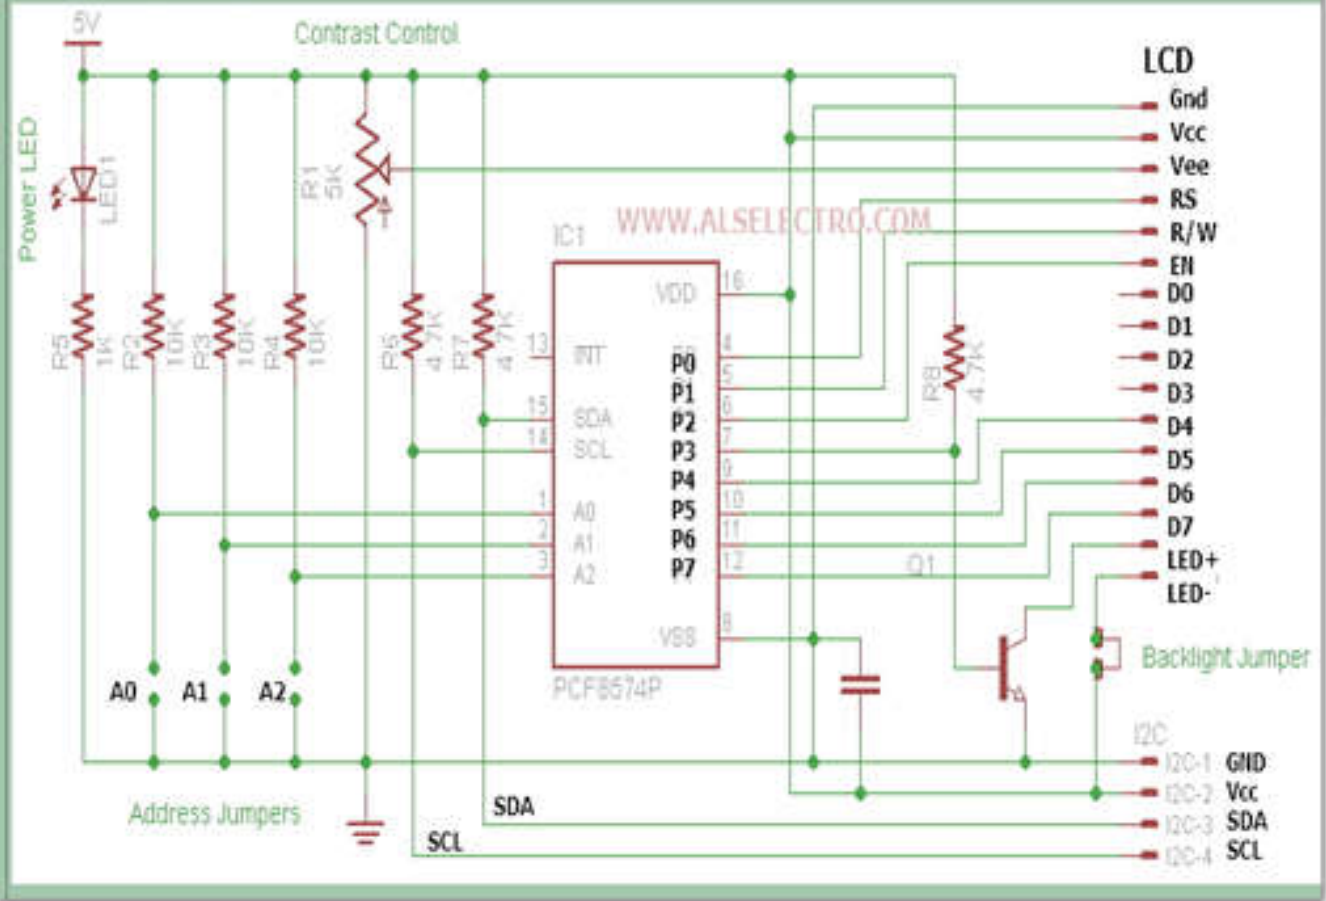 5V
Contrast Control
LCD
Gnd
Vcc
Vee
RS
R/W
EN
D0
D1
D2
D3
D4
D5
D6
D7
LED+
LED-
Power LED
LED1
R1
5K
WWW.ALSELECTRO.COM
IC1
R5
1K
R2
10K
R3
10K
R4
10K
R6
4.7K
R7
4.7K
R8
4.7K
VDD
16
13
INT
P0
4
P1
5
15
SDA
P2
6
14
SCL
P3
7
P4
9
1
A0
P5
10
2
A1
P6
11
3
A2
P7
12
Q1
VSS
8
PCF8574P
Backlight Jumper
A0
A1
A2
I2C
I2C-1 GND
I2C-2 Vcc
I2C-3 SDA
I2C-4 SCL
Address Jumpers
SDA
SCL